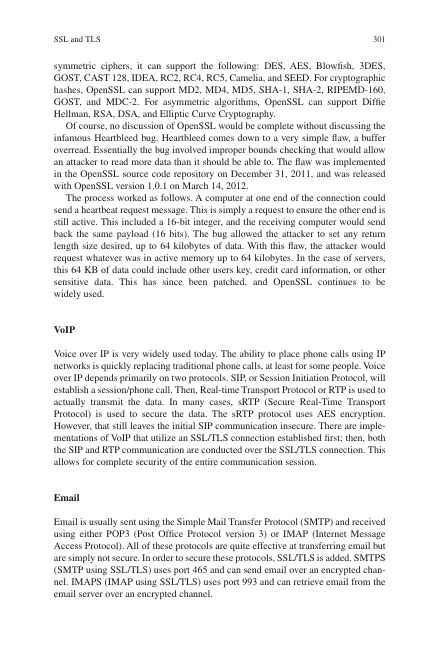 SSL and TLS 301
symmetric ciphers, it can support the following: DES, AES, Blowfish, 3DES,
GOST, CAST 128, IDEA, RC2, RC4, RC5, Camelia, and SEED. For cryptographic
hashes, OpenSSL can support MD2, MD4, MD5, SHA-1, SHA-2, RIPEMD-160,
GOST, and MDC-2. For asymmetric algorithms, OpenSSL can support Diffie
Hellman, RSA, DSA, and Elliptic Curve Cryptography.
Of course, no discussion of OpenSSL would be complete without discussing the
infamous Heartbleed bug. Heartbleed comes down to a very simple flaw, a buffer
overread. Essentially the bug involved improper bounds checking that would allow
an attacker to read more data than it should be able to. The flaw was implemented
in the OpenSSL source code repository on December 31, 2011, and was released
with OpenSSL version 1.0.1 on March 14, 2012.
The process worked as follows. A computer at one end of the connection could
send a heartbeat request message. This is simply a request to ensure the other end is
still active. This included a 16-bit integer, and the receiving computer would send
back the same payload (16 bits). The bug allowed the attacker to set any return
length size desired, up to 64 kilobytes of data. With this flaw, the attacker would
request whatever was in active memory up to 64 kilobytes. In the case of servers,
this 64 KB of data could include other users key, credit card information, or other
sensitive data. This has since been patched, and OpenSSL continues to be
widely used.
VoIP
Voice over IP is very widely used today. The ability to place phone calls using IP
networks is quickly replacing traditional phone calls, at least for some people. Voice
over IP depends primarily on two protocols. SIP, or Session Initiation Protocol, will
establish a session/phone call. Then, Real-time Transport Protocol or RTP is used to
actually transmit the data. In many cases, sRTP (Secure Real-Time Transport
Protocol) is used to secure the data. The sRTP protocol uses AES encryption.
However, that still leaves the initial SIP communication insecure. There are imple-
mentations of VoIP that utilize an SSL/TLS connection established first; then, both
the SIP and RTP communication are conducted over the SSL/TLS connection. This
allows for complete security of the entire communication session.
Email
Email is usually sent using the Simple Mail Transfer Protocol (SMTP) and received
using either POP3 (Post Office Protocol version 3) or IMAP (Internet Message
Access Protocol). All of these protocols are quite effective at transferring email but
are simply not secure. In order to secure these protocols, SSL/TLS is added. SMTPS
(SMTP using SSL/TLS) uses port 465 and can send email over an encrypted chan-
nel. IMAPS (IMAP using SSL/TLS) uses port 993 and can retrieve email from the
email server over an encrypted channel.